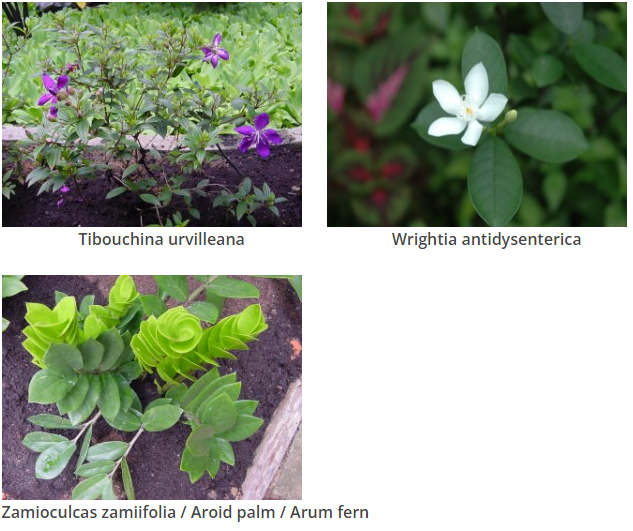 Tibouchina urvilleana
Wrightia antidysenterica
Zamioculcas zamiifolia / Aroid palm / Arum fern